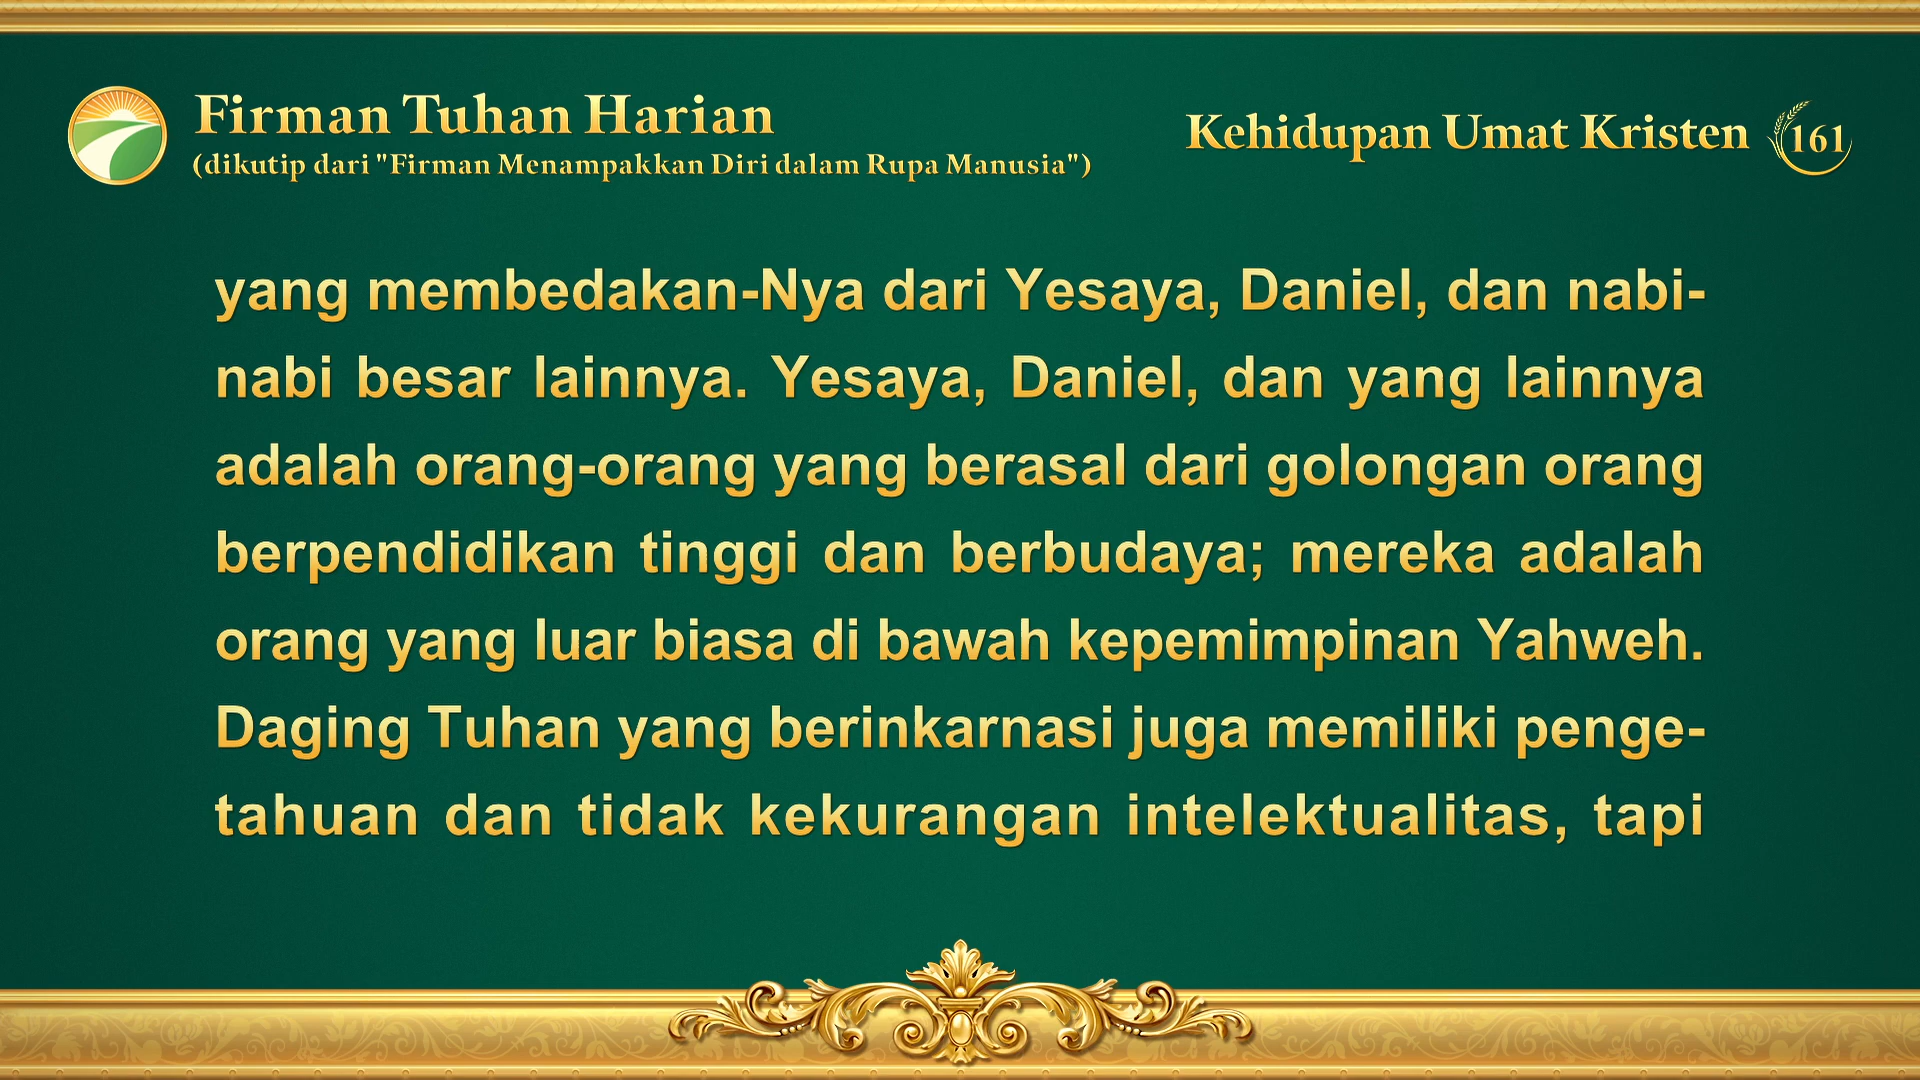 Firman Tuhan Harian
(dikutip dari "Firman Menampakkan Diri dalam Rupa Manusia")
Kehidupan Umat Kristen 161
yang membedakan-Nya dari Yesaya, Daniel, dan nabi-
nabi besar lainnya. Yesaya, Daniel, dan yang lainnya
adalah orang-orang yang berasal dari golongan orang
berpendidikan tinggi dan berbudaya; mereka adalah
orang yang luar biasa di bawah kepemimpinan Yahweh.
Daging Tuhan yang berinkarnasi juga memiliki penge-
tahuan dan tidak kekurangan intelektualitas, tapi